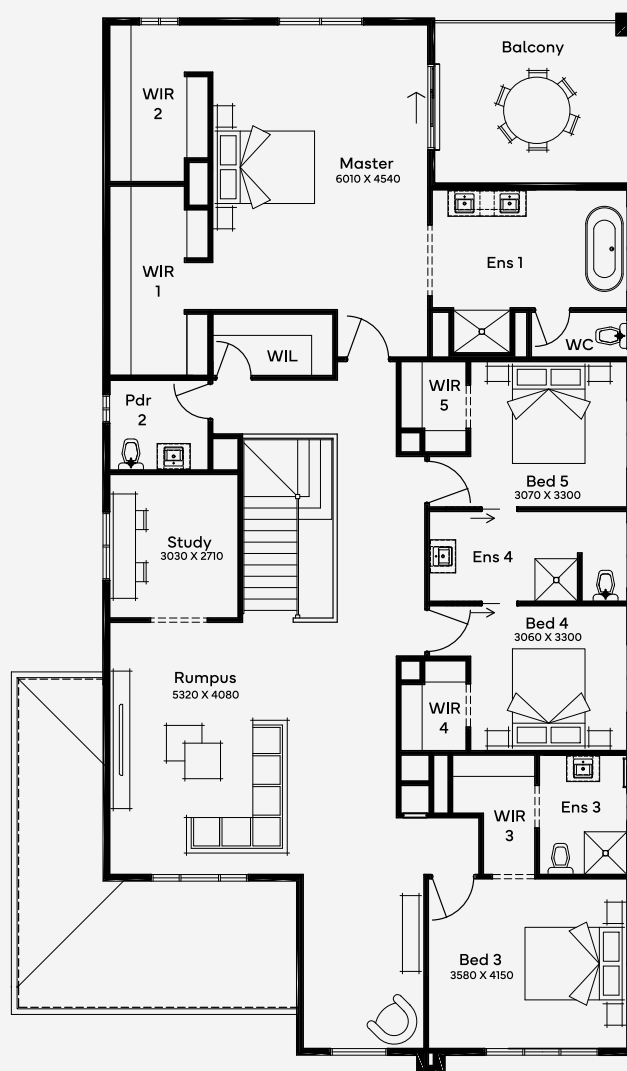 Balcony
WIR
2
Master
6010 X 4540
WIR
1
Ens 1
WIL
WC
Pdr
2
WIR
5
Bed 5
3070 X 3300
Study
3030 X 2710
Ens 4
Bed 4
3060 X 3300
Rumpus
5320 X 4080
WIR
4
WIR
3
Ens 3
Bed 3
3580 X 4150